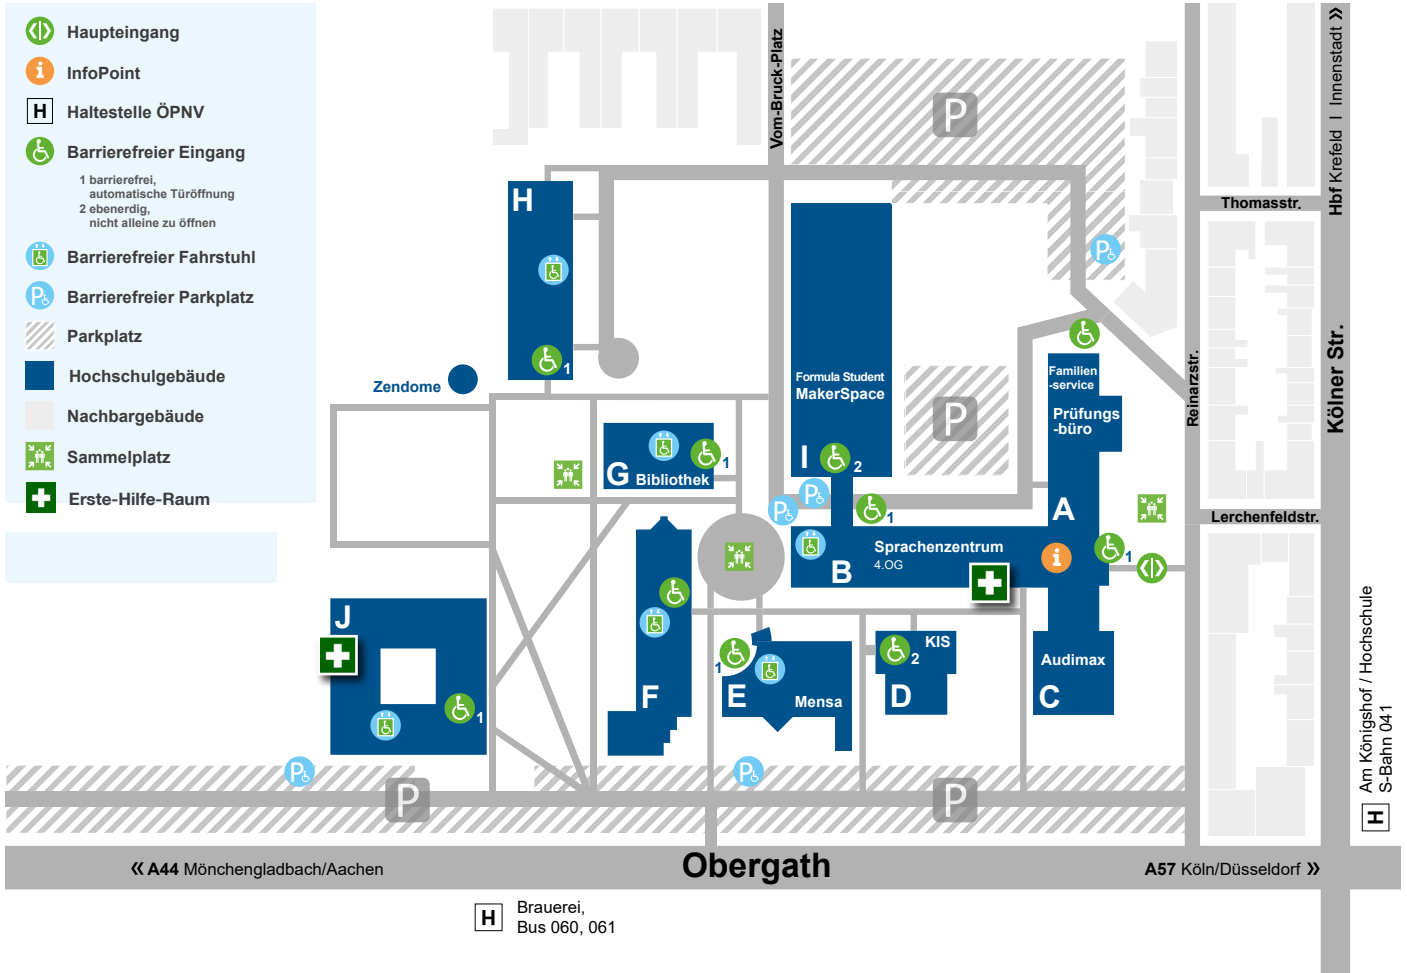 Haupteingang
i
InfoPoint
H
Haltestelle ÖPNV
Barrierefreier Eingang
1 barrierefrei,
automatische Türöffnung
2 ebenerdig,
nicht alleine zu öffnen
Barrierefreier Fahrstuhl
P
Barrierefreier Parkplatz
Parkplatz
Hochschulgebäude
Nachbargebäude
Sammelplatz
Erste-Hilfe-Raum
Vom-Bruck-Platz
P
Hbf Krefeld I Innenstadt »
Thomasstr.
H
P
1
Zendome
Formula Student
MakerSpace
P
Familien
-service
Prüfungs
-büro
Reinarzstr.
Kölner Str.
G
Bibliothek
1
I
2
P
P
1
A
Lerchenfeldstr.
B
Sprachenzentrum
4.OG
i
1
J
1
F
1
E
Mensa
KIS
2
D
Audimax
C
P
P
P
P
Am Königshof / Hochschule
S-Bahn 041
H
« A44 Mönchengladbach/Aachen
Obergath
A57 Köln/Düsseldorf »
H
Brauerei,
Bus 060, 061